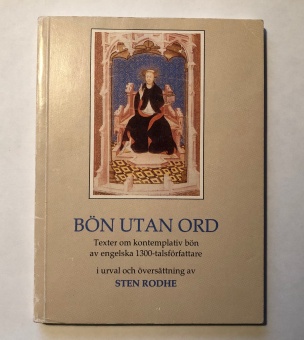 BÖN UTAN ORD
Texter om kontemplativ bön
av engelska 1300-talsförfattare
i urval och översättning av
STEN RODHE